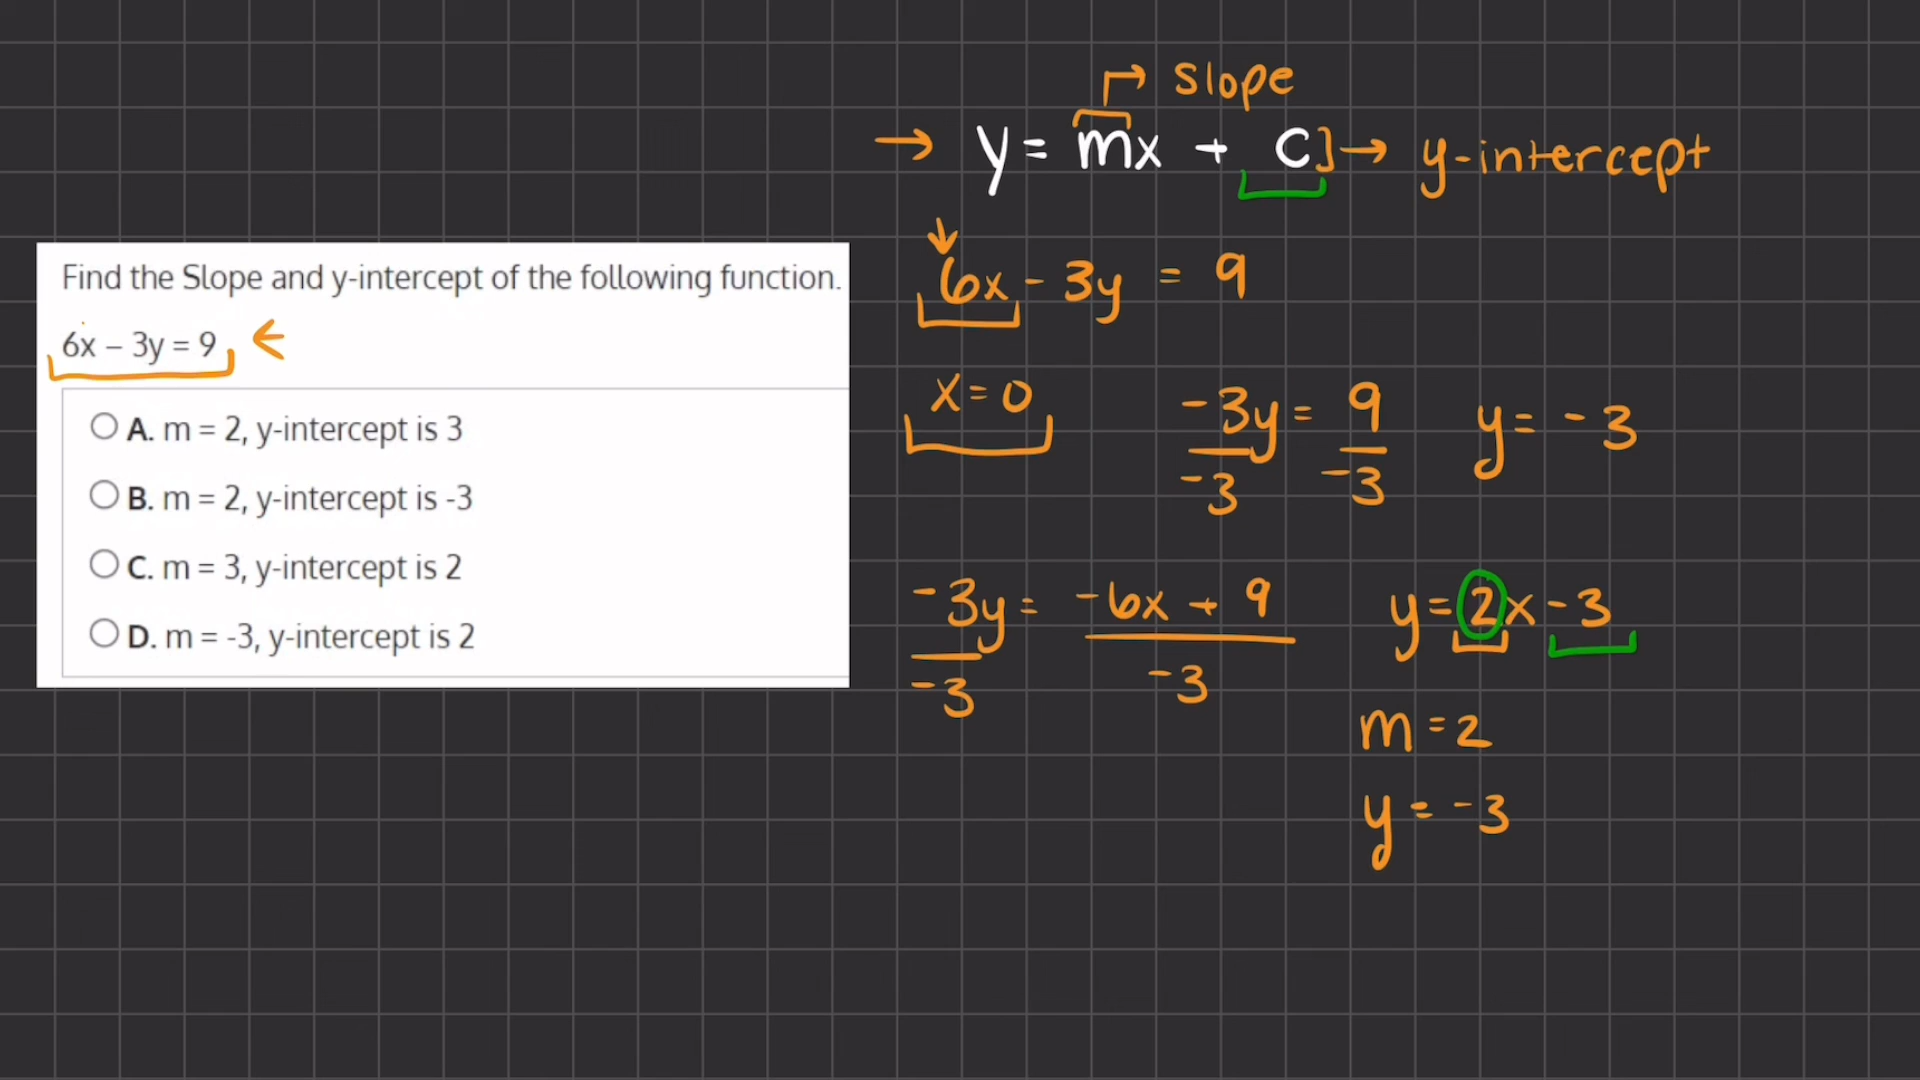 Find the Slope and y-intercept of the following function.
6x – 3y = 9
A. m = 2, y-intercept is 3
B. m = 2, y-intercept is -3
C. m = 3, y-intercept is 2
D. m = -3, y-intercept is 2
slope
y = mx + c → y-intercept
6x - 3y = 9
x = 0
-3y = 9
-3 -3
y = -3
-3y = -6x + 9
-3 -3
y = 2x - 3
m = 2
y = -3